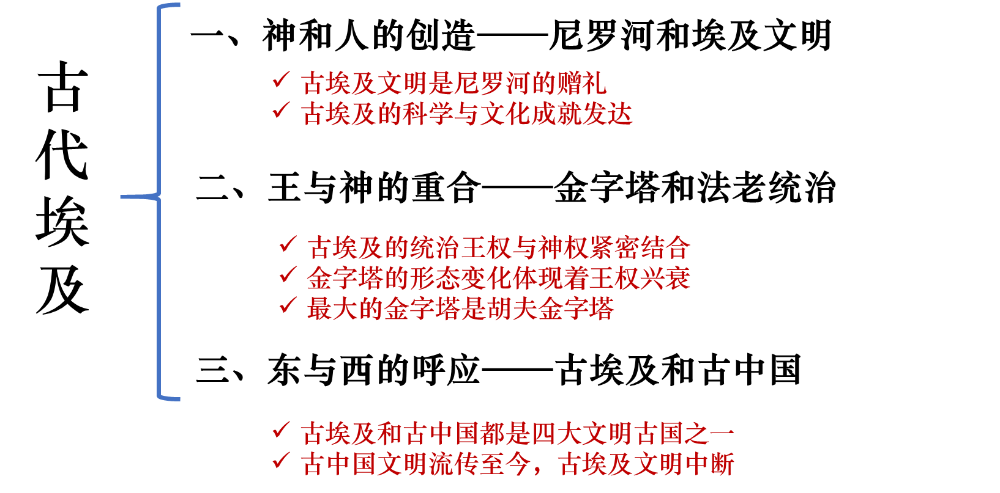 古代埃及
一、神和人的创造——尼罗河和埃及文明
✓ 古埃及文明是尼罗河的赠礼
✓ 古埃及的科学与文化成就发达
二、王与神的重合——金字塔和法老统治
✓ 古埃及的统治王权与神权紧密结合
✓ 金字塔的形态变化体现着王权兴衰
✓ 最大的金字塔是胡夫金字塔
三、东与西的呼应——古埃及和古中国
✓ 古埃及和古中国都是四大文明古国之一
✓ 古中国文明流传至今，古埃及文明中断